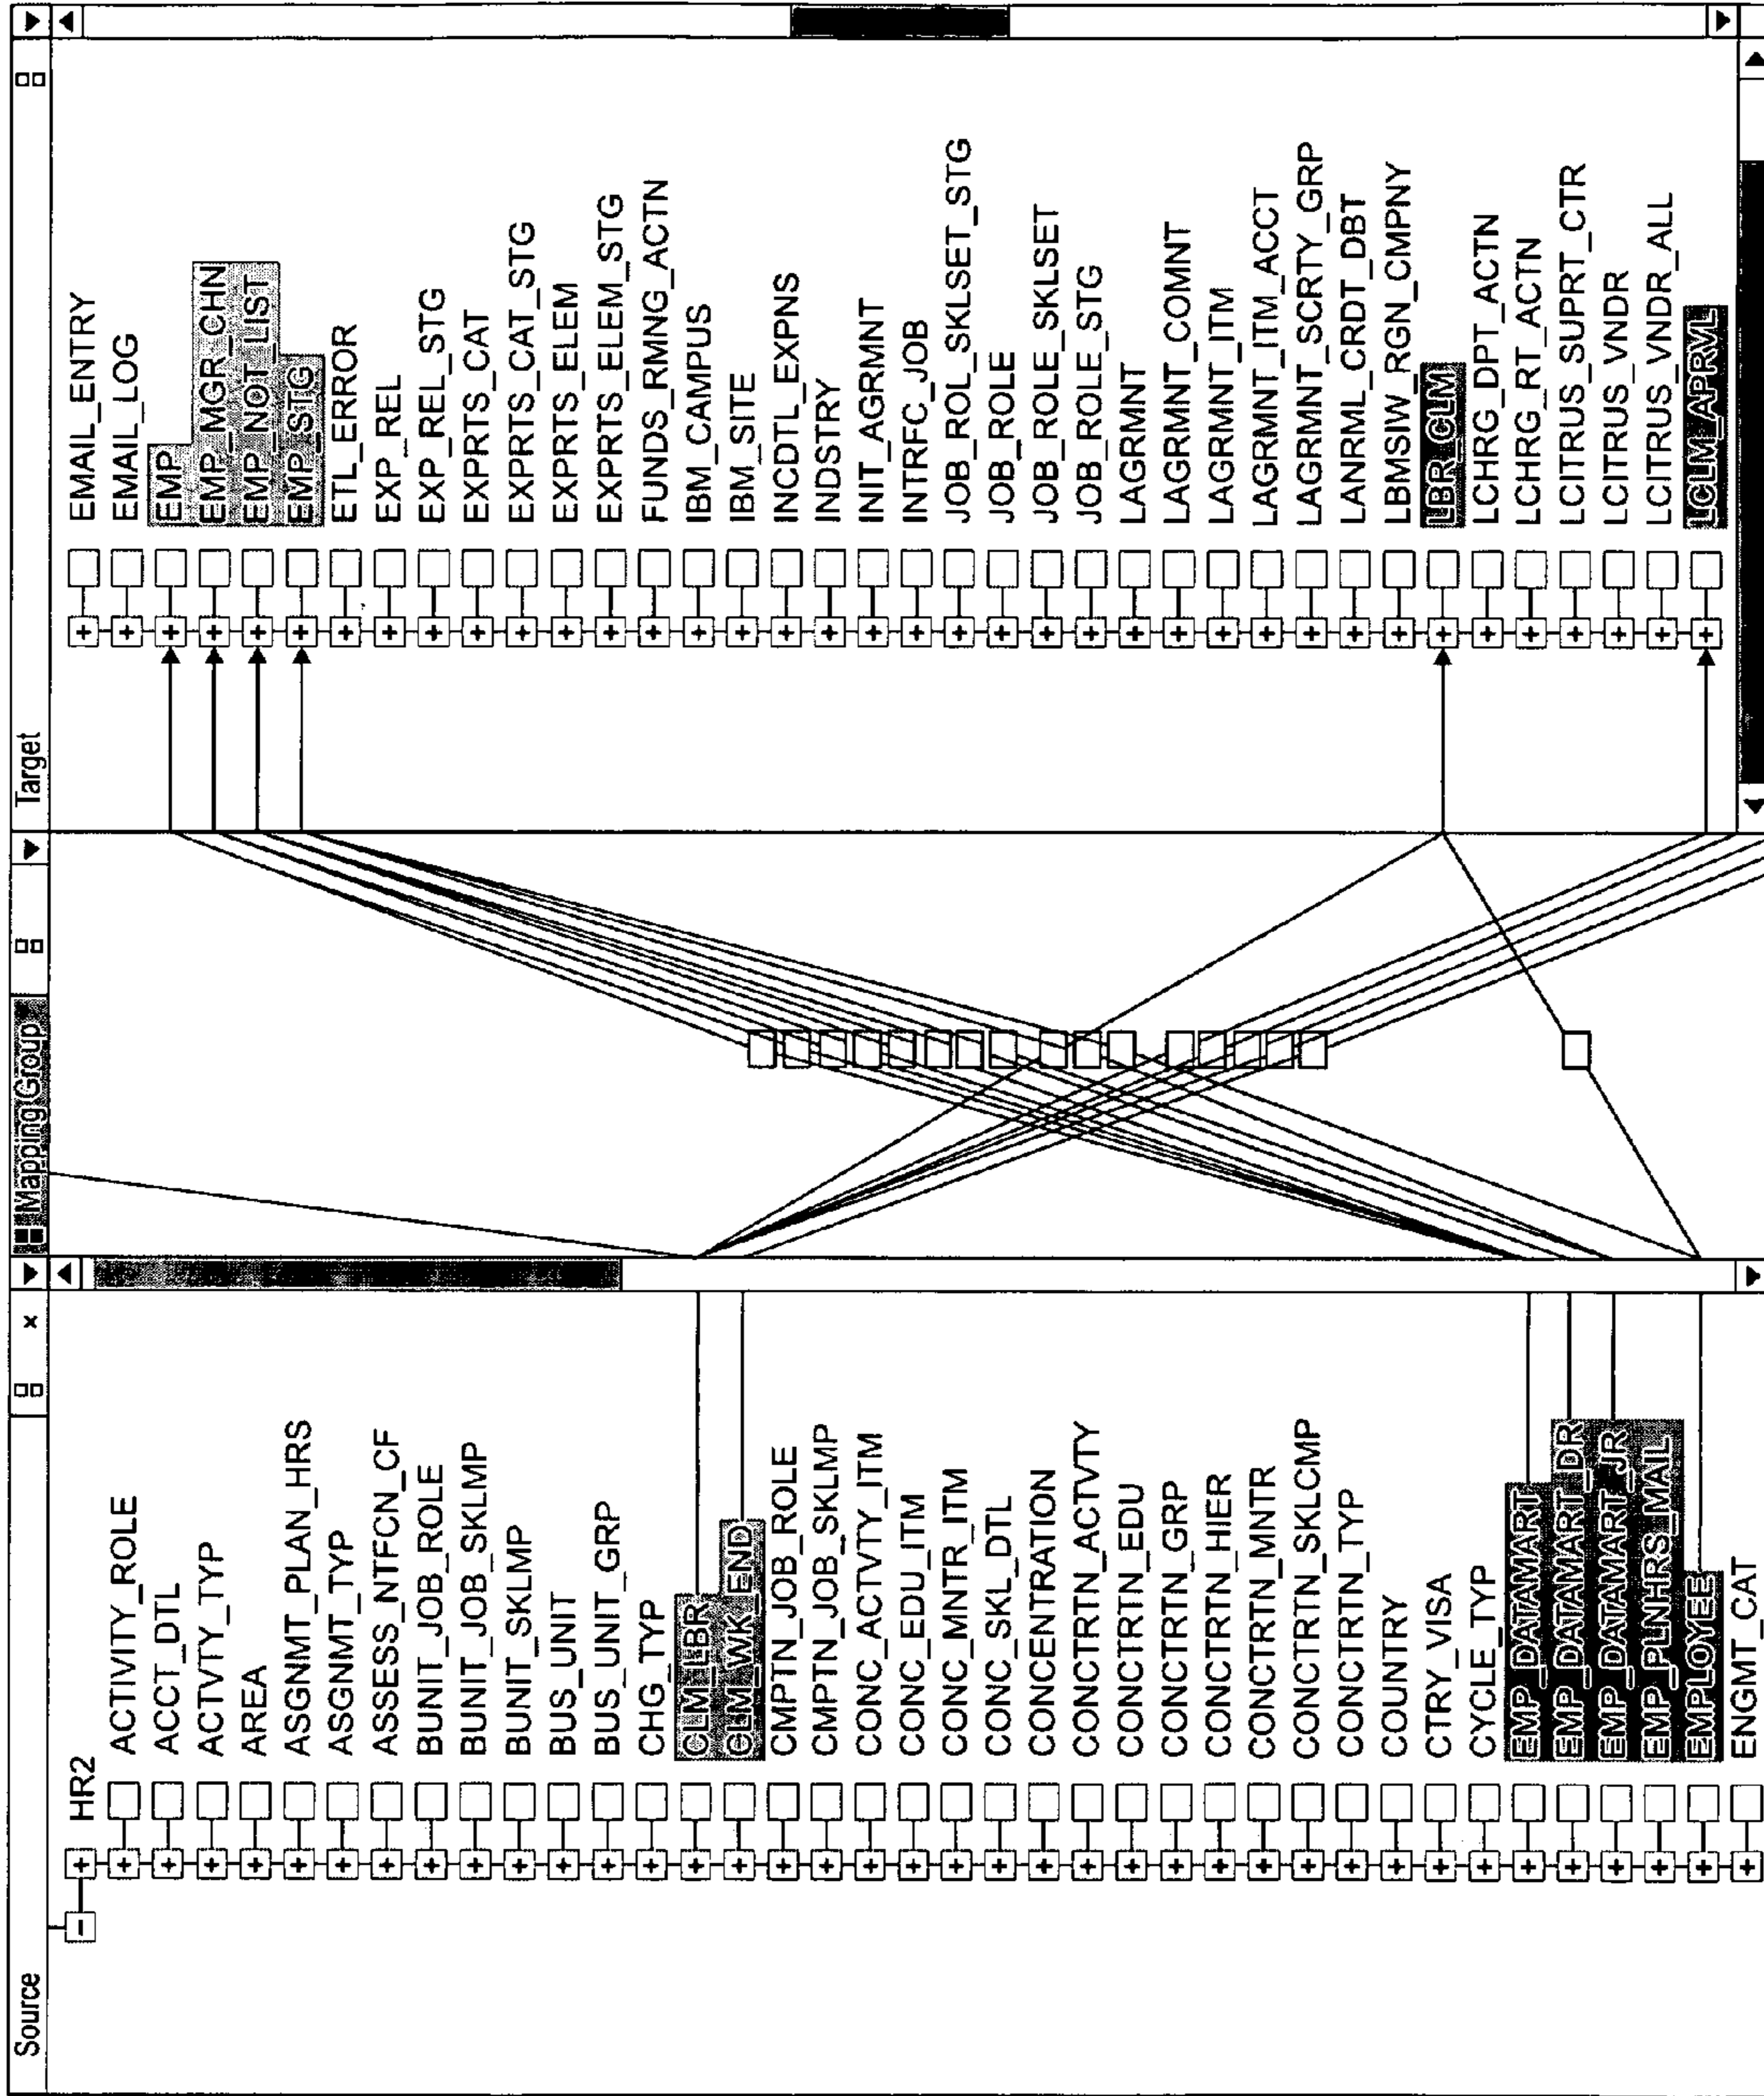 Source
Mapping Group
Target
HR2
ACTIVITY_ROLE
ACCT_DTL
ACTVTY_TYP
AREA
ASGNMT_PLAN_HRS
ASGNMT_TYP
ASSESS_NTFCN_CF
BUNIT_JOB_ROLE
BUNIT_JOB_SKLMP
BUNIT_SKLMP
BUS_UNIT
BUS_UNIT_GRP
CHG_TYP
CLM_LBR
CLM_WK_END
CMPTN_JOB_ROLE
CMPTN_JOB_SKLMP
CONC_ACTVTY_ITM
CONC_EDU_ITM
CONC_MNTR_ITM
CONC_SKL_DTL
CONCENTRATION
CONCTRTN_ACTVTY
CONCTRTN_EDU
CONCTRTN_GRP
CONCTRTN_HIER
CONCTRTN_MNTR
CONCTRTN_SKLCMP
CONCTRTN_TYP
COUNTRY
CTRY_VISA
CYCLE_TYP
EMP_DATAMART
EMP_DATAMART_DR
EMP_DATAMART_JR
EMP_PLNHRS_MAIL
EMPLOYEE
ENGMT_CAT
EMAIL_ENTRY
EMAIL_LOG
EMP
EMP_MGR_CHN
EMP_NOT_LIST
EMP_STG
ETL_ERROR
EXP_REL
EXP_REL_STG
EXPRTS_CAT
EXPRTS_CAT_STG
EXPRTS_ELEM
EXPRTS_ELEM_STG
FUNDS_RMNG_ACTN
IBM_CAMPUS
IBM_SITE
INCDTL_EXPNS
INDSTRY
INIT_AGRMNT
INTRFC_JOB
JOB_ROL_SKLSET_STG
JOB_ROLE
JOB_ROLE_SKLSET
JOB_ROLE_STG
LAGRMNT
LAGRMNT_COMNT
LAGRMNT_ITM
LAGRMNT_ITM_ACCT
LAGRMNT_SCRTY_GRP
LANRML_CRDT_DBT
LBMSIW_RGN_CMPNY
LBR_CLM
LCHRG_DPT_ACTN
LCHRG_RT_ACTN
LCITRUS_SUPRT_CTR
LCITRUS_VNDR
LCITRUS_VNDR_ALL
LCLM_APRVL